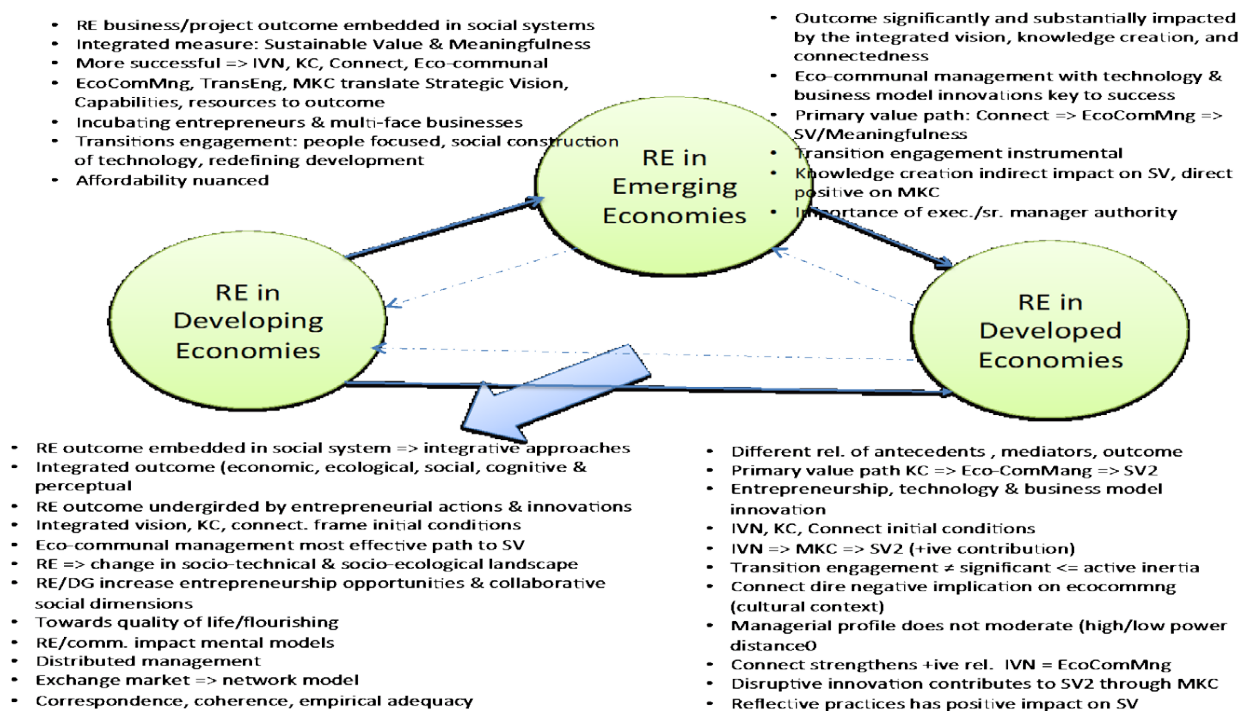 • RE business/project outcome embedded in social systems
• Integrated measure: Sustainable Value & Meaningfulness
• More successful => IVN, KC, Connect, Eco-communal
• EcoComMng, TransEng, MKC translate Strategic Vision,
Capabilities, resources to outcome
• Incubating entrepreneurs & multi-face businesses
• Transitions engagement: people focused, social construction
of technology, redefining development
• Affordability nuanced
• Outcome significantly and substantially impacted
by the integrated vision, knowledge creation, and
connectedness
• Eco-communal management with technology &
business model innovations key to success
• Primary value path: Connect => EcoComMng =>
SV/Meaningfulness
• Transition engagement instrumental
• Knowledge creation indirect impact on SV, direct
positive on MKC
• Importance of exec./sr. manager authority
RE in
Emerging
Economies
RE in
Developing
Economies
RE in
Developed
Economies
• RE outcome embedded in social system => integrative approaches
• Integrated outcome (economic, ecological, social, cognitive &
perceptual
• RE outcome undergirded by entrepreneurial actions & innovations
• Integrated vision, KC, connect. frame initial conditions
• Eco-communal management most effective path to SV
• RE => change in socio-technical & socio-ecological landscape
• RE/DG increase entrepreneurship opportunities & collaborative
social dimensions
• Towards quality of life/flourishing
• RE/comm. impact mental models
• Distributed management
• Exchange market => network model
• Correspondence, coherence, empirical adequacy
• Different rel. of antecedents , mediators, outcome
• Primary value path KC => Eco-ComMang => SV2
• Entrepreneurship, technology & business model
innovation
• IVN, KC, Connect initial conditions
• IVN => MKC => SV2 (+ive contribution)
• Transition engagement ≠ significant <= active inertia
• Connect dire negative implication on ecocommng
(cultural context)
• Managerial profile does not moderate (high/low power
distance0
• Connect strengthens +ive rel. IVN = EcoComMng
• Disruptive innovation contributes to SV2 through MKC
• Reflective practices has positive impact on SV